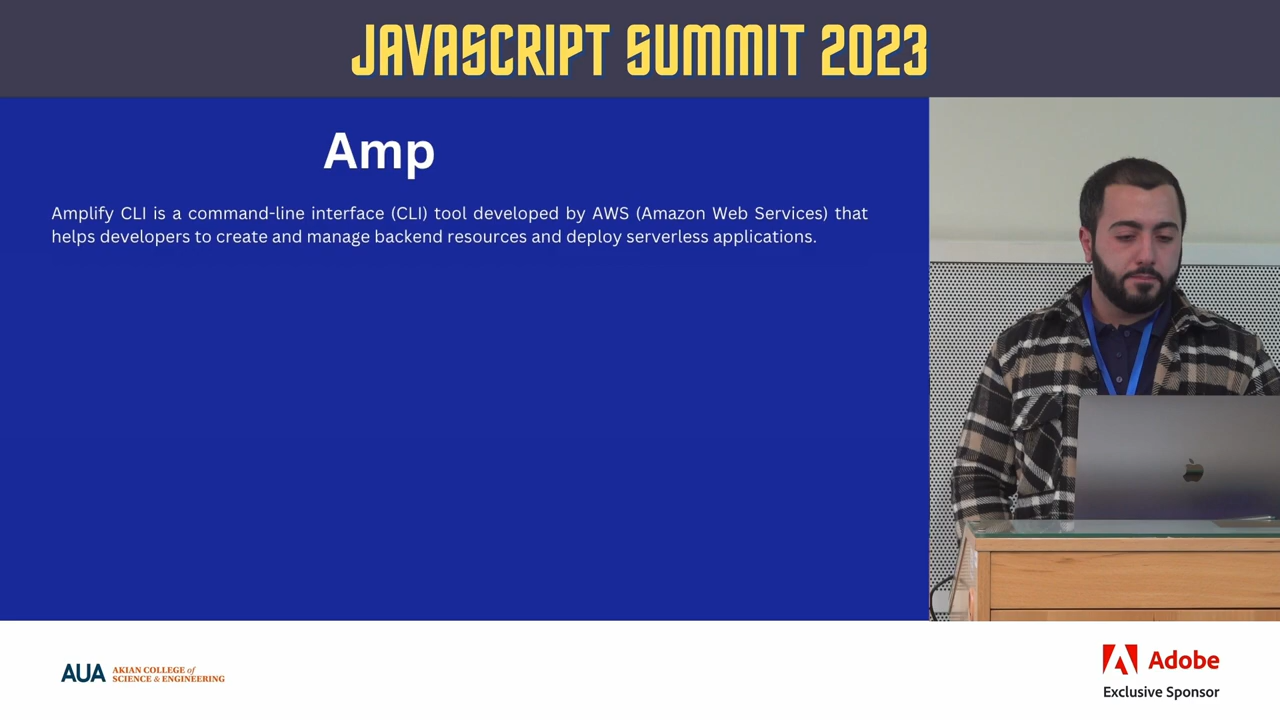 JAVASCRIPT SUMMIT 2023
Amp
Amplify CLI is a command-line interface (CLI) tool developed by AWS (Amazon Web Services) that
helps developers to create and manage backend resources and deploy serverless applications.
AUA AKIAN COLLEGE of
SCIENCE & ENGINEERING
Adobe
Exclusive Sponsor